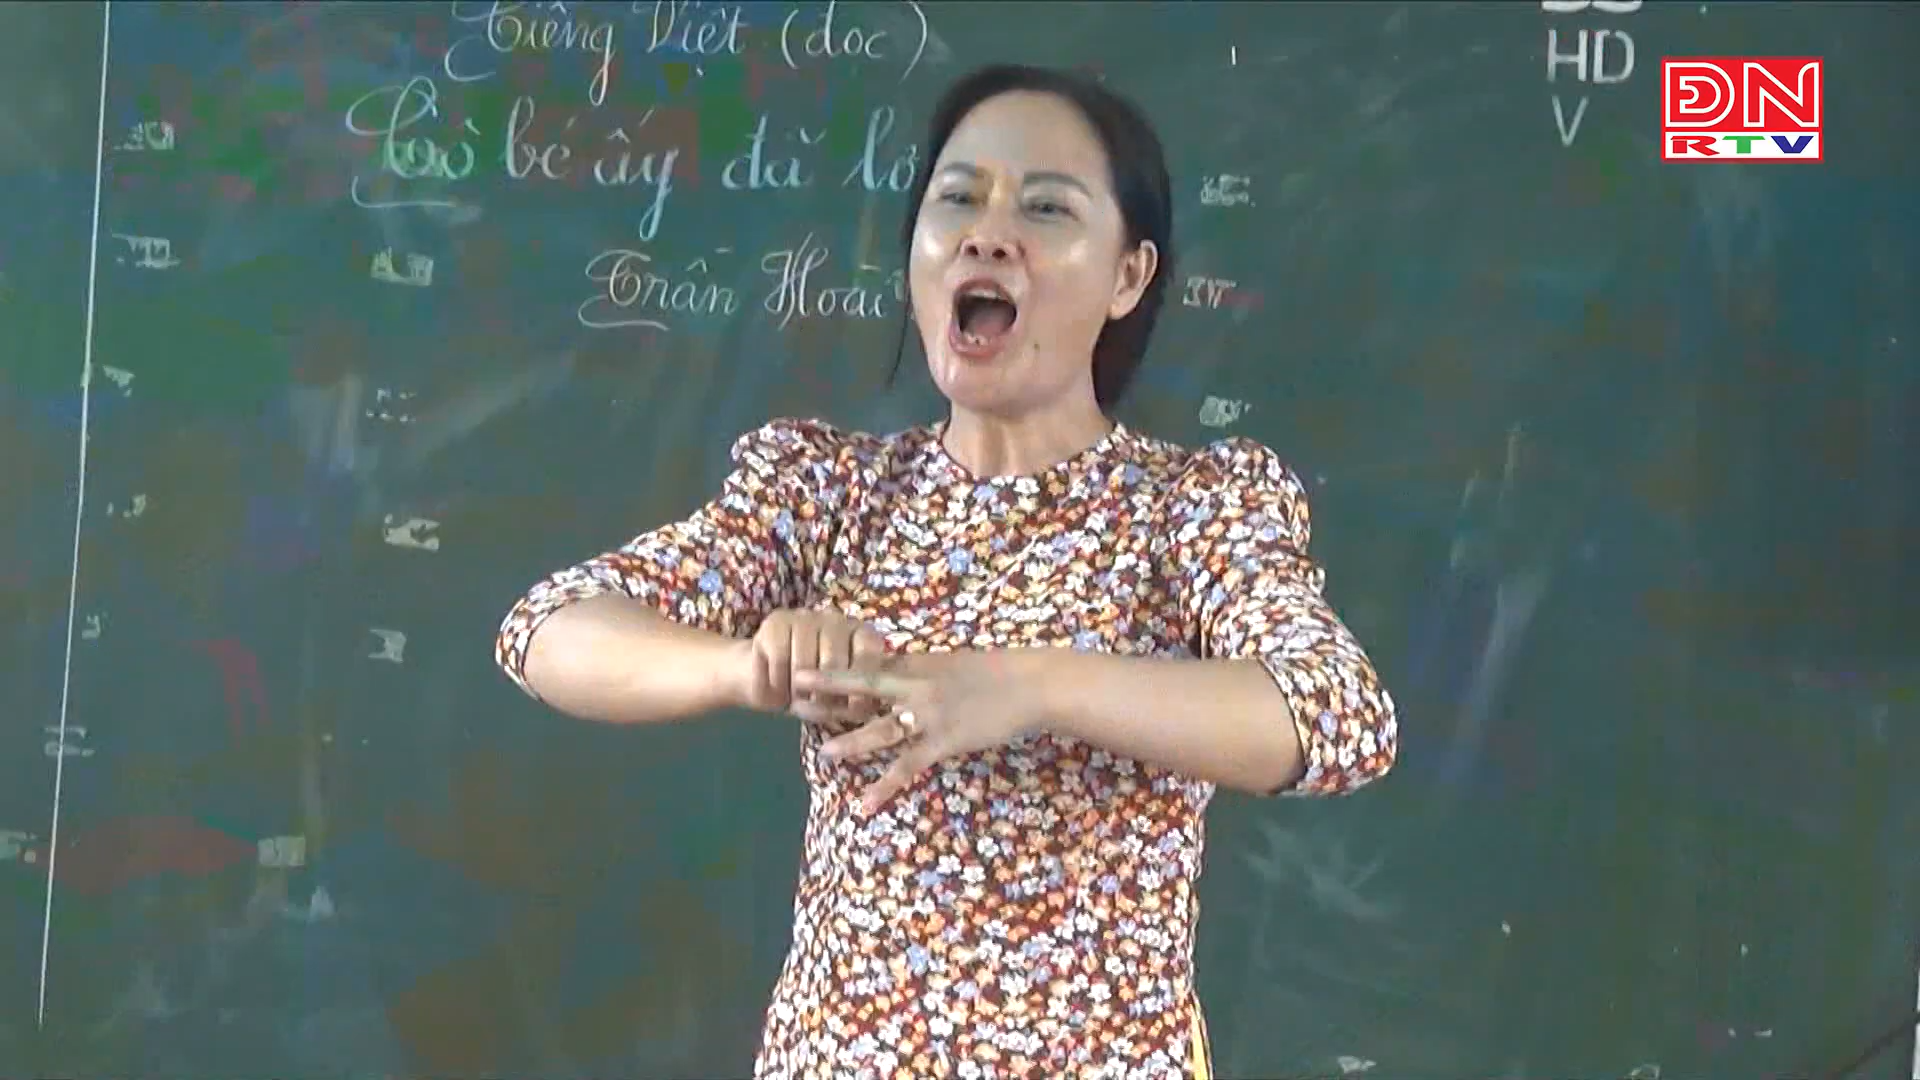 Tiếng Việt (đọc)
Cô bé ấy đã lớ
Trần Hoài
HD
V
ĐN
RTV